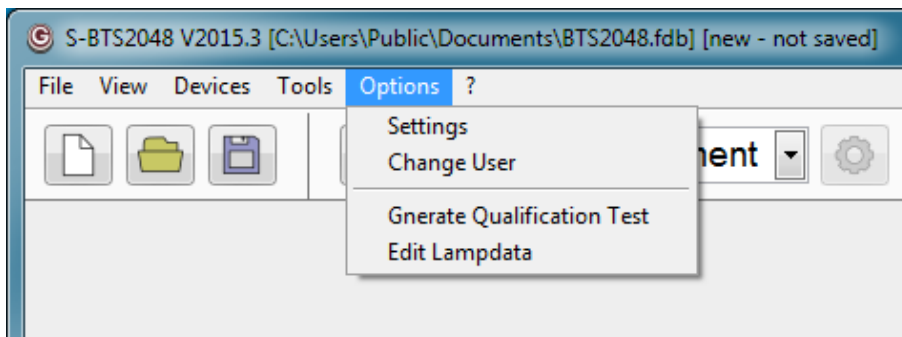 S-BTS2048 V2015.3 [C:\Users\Public\Documents\BTS2048.fdb] [new - not saved]
File View Devices Tools Options ?
Settings
Change User
Gnerate Qualification Test
Edit Lampdata